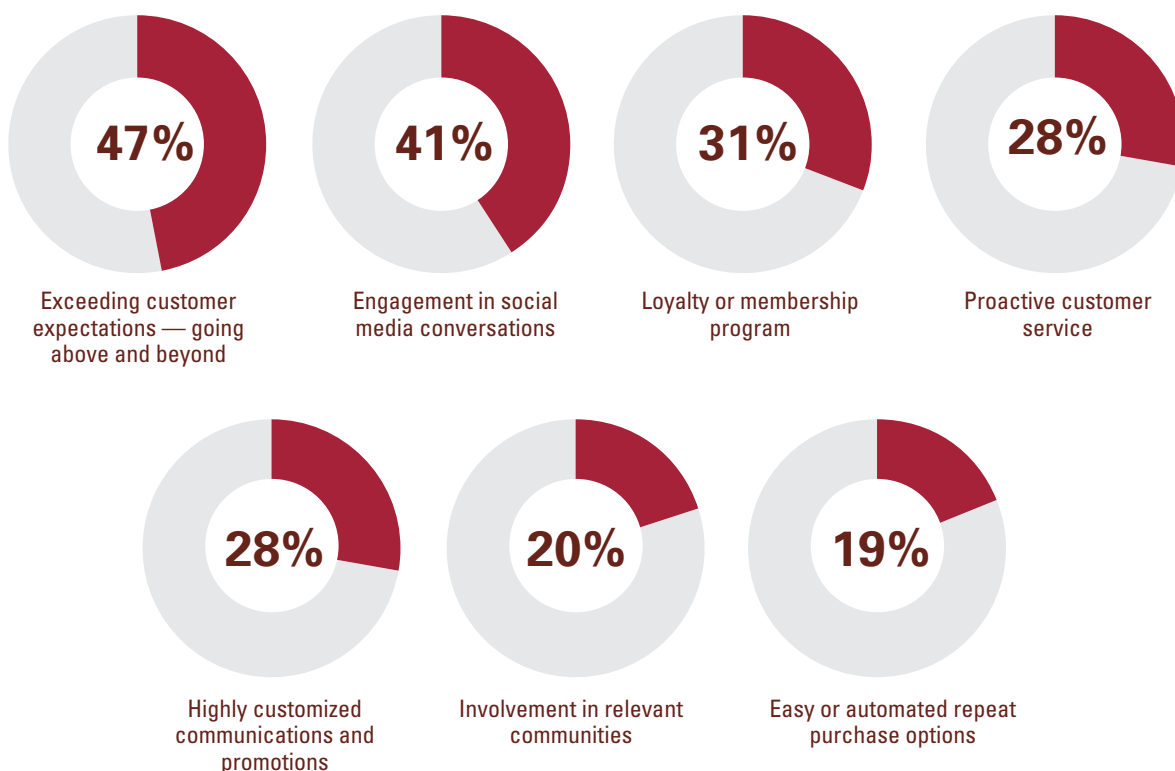 47%
41%
31%
28%
Exceeding customer
expectations — going
above and beyond
Engagement in social
media conversations
Loyalty or membership
program
Proactive customer
service
28%
20%
19%
Highly customized
communications and
promotions
Involvement in relevant
communities
Easy or automated repeat
purchase options